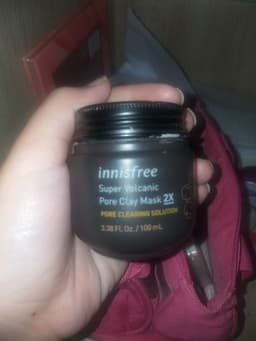 innisfree
Super Volcanic
Pore Clay Mask 2X
PORE CLEARING SOLUTION
3.38 FL.Oz. / 100 mL